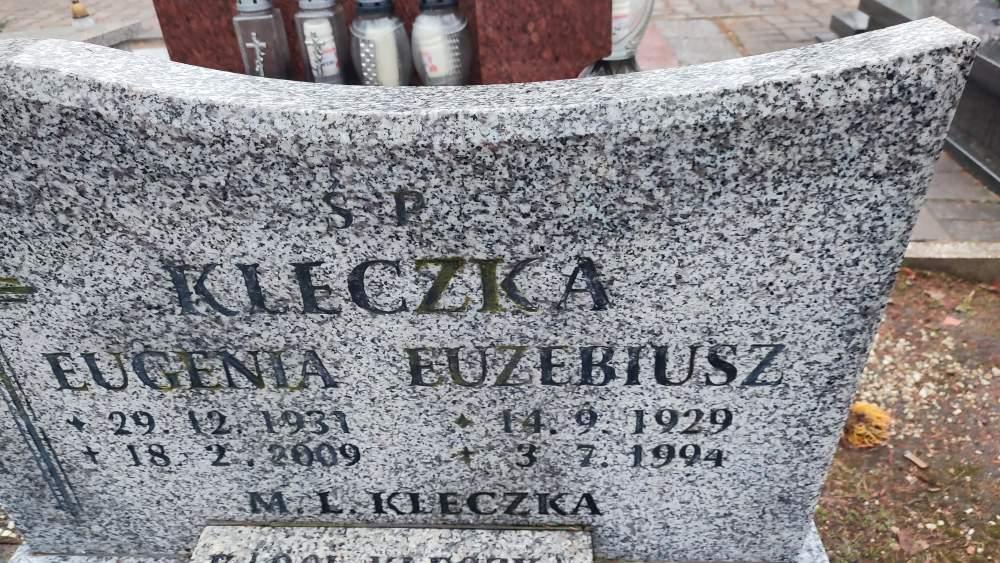 S P
KLECZKA
EUGENIA EUZEBIUSZ
29 12. 1931 14. 9. 1929
18. 2. 2009 3 7. 1994
M. L. KLECZKA